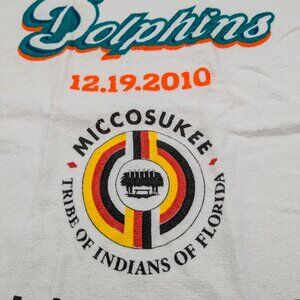 Dolphins
12.19.2010
MICCOSUKEE
TRIBE OF INDIANS OF FLORIDA